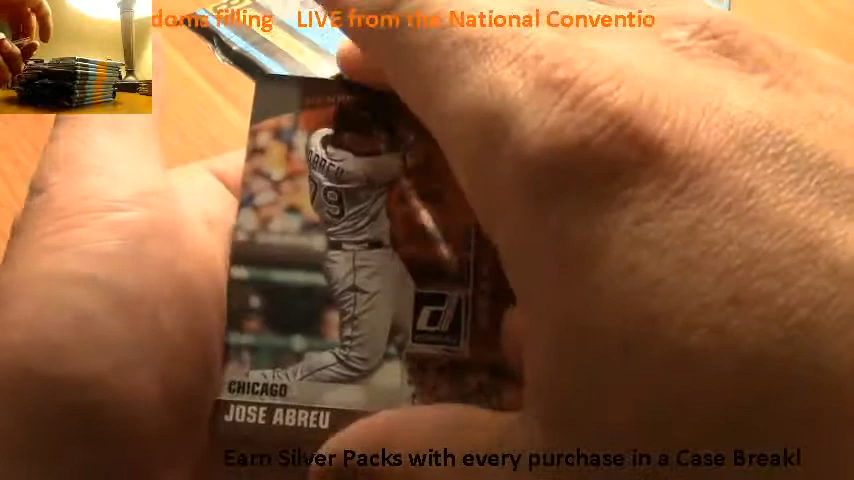 doms filling LIVE from the National Conventio
ABREU
79
CHICAGO
JOSE ABREU
Earn Silver Packs with every purchase in a Case Break!